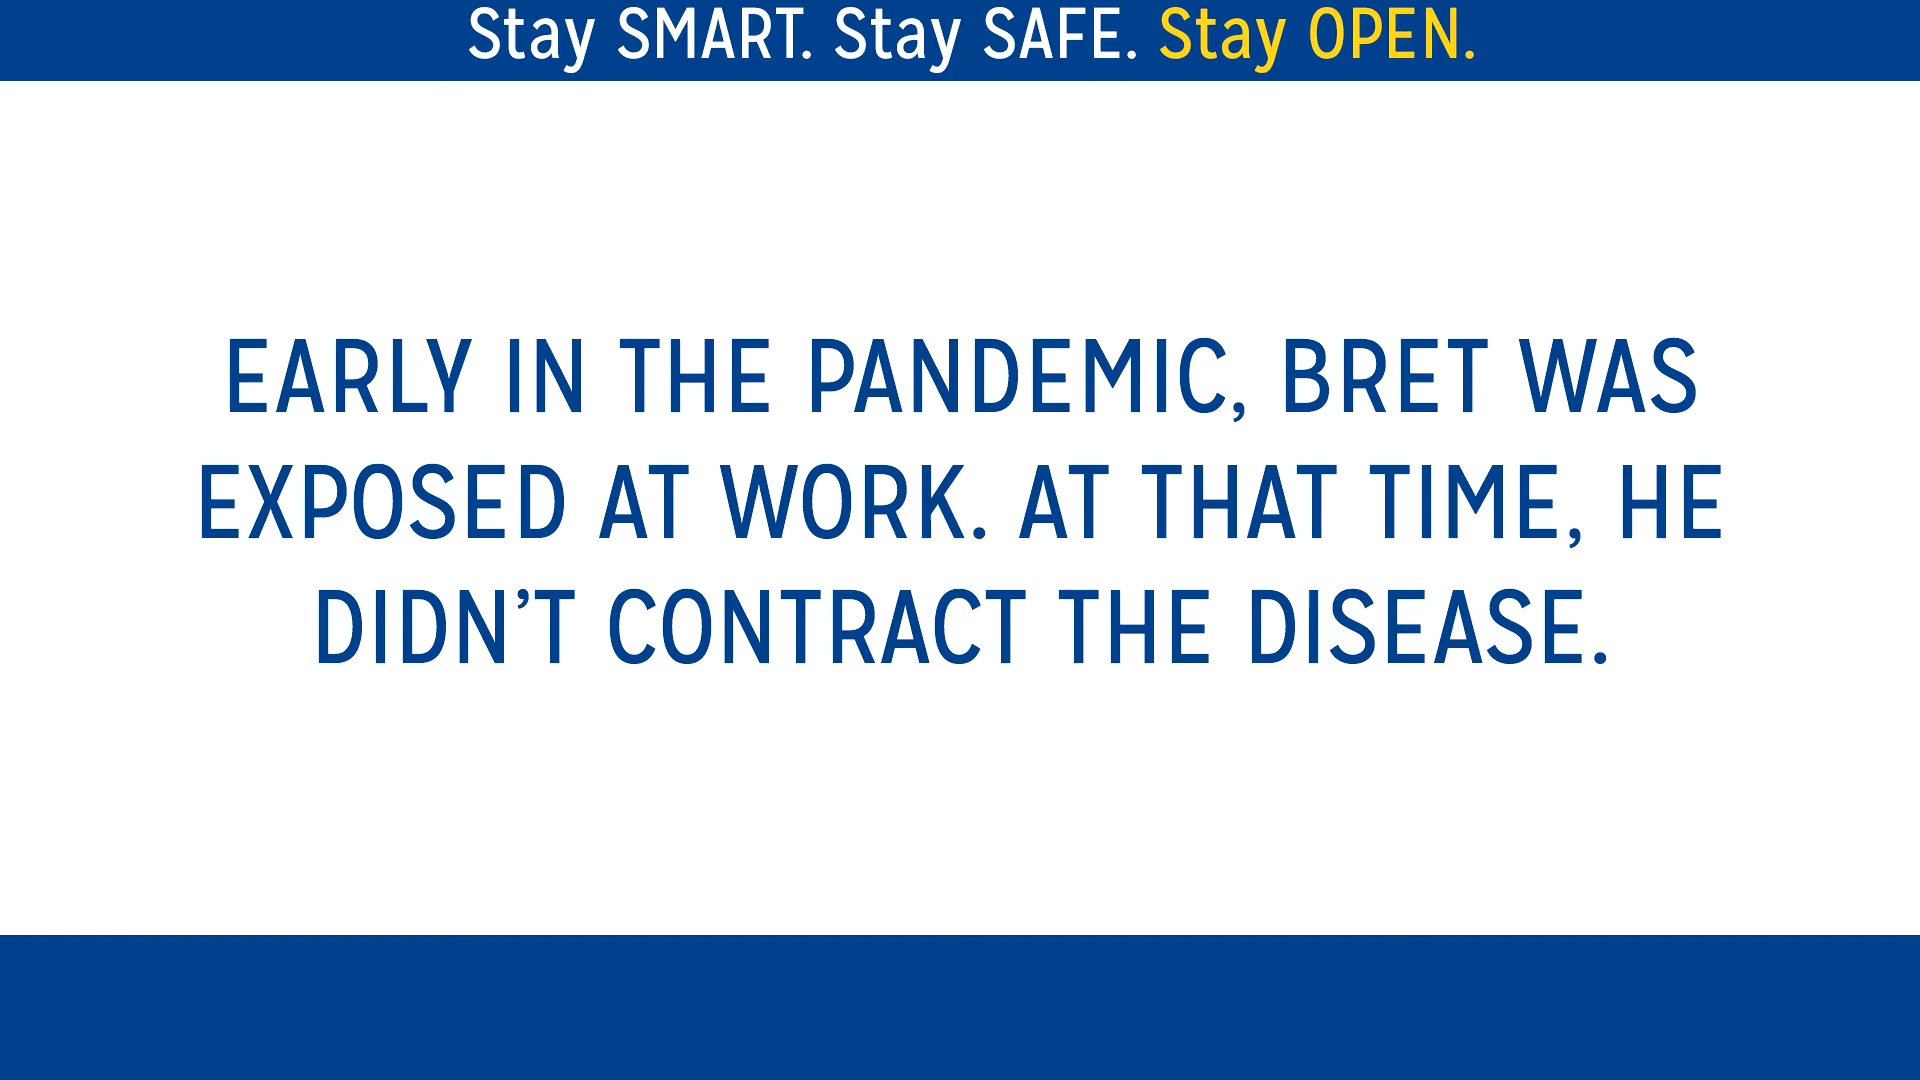 Stay SMART. Stay SAFE. Stay OPEN.
EARLY IN THE PANDEMIC, BRET WAS
EXPOSED AT WORK. AT THAT TIME, HE
DIDN’T CONTRACT THE DISEASE.